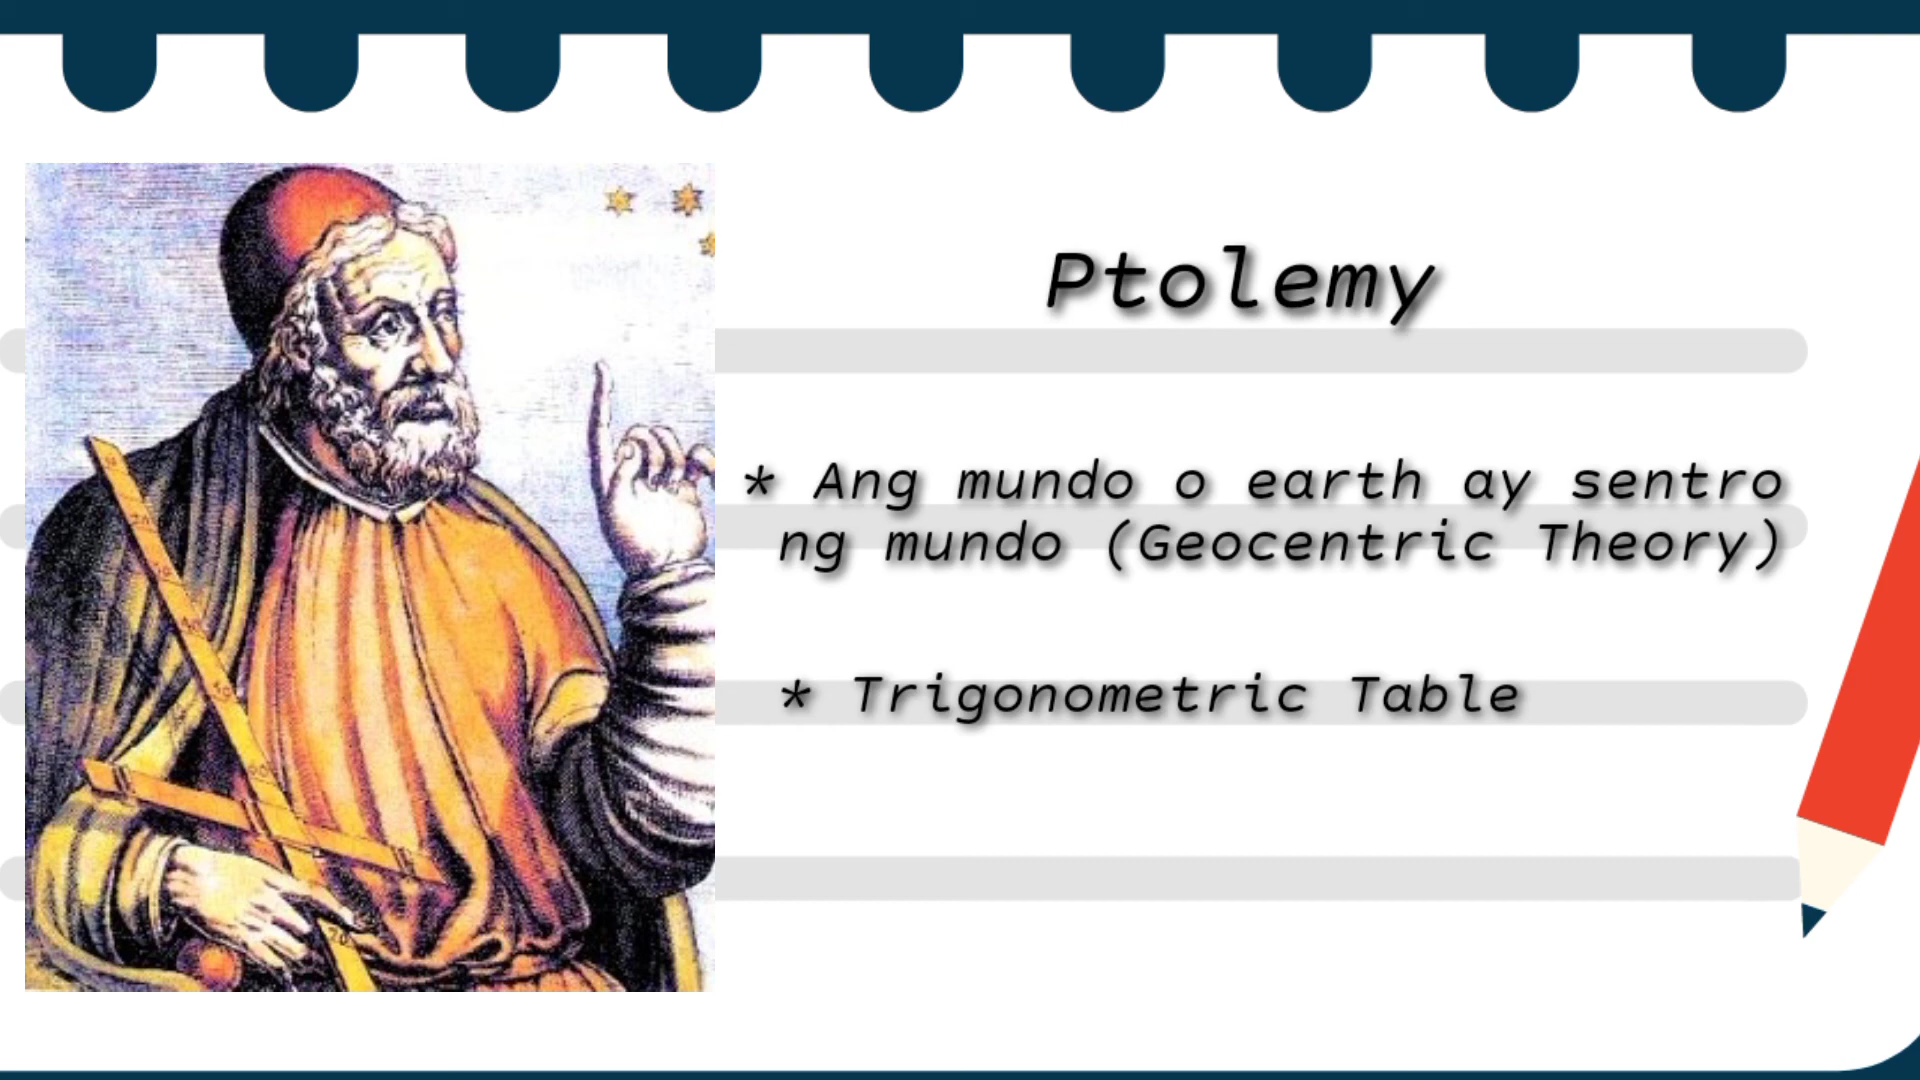 Ptolemy
* Ang mundo o earth ay sentro
ng mundo (Geocentric Theory)
* Trigonometric Table